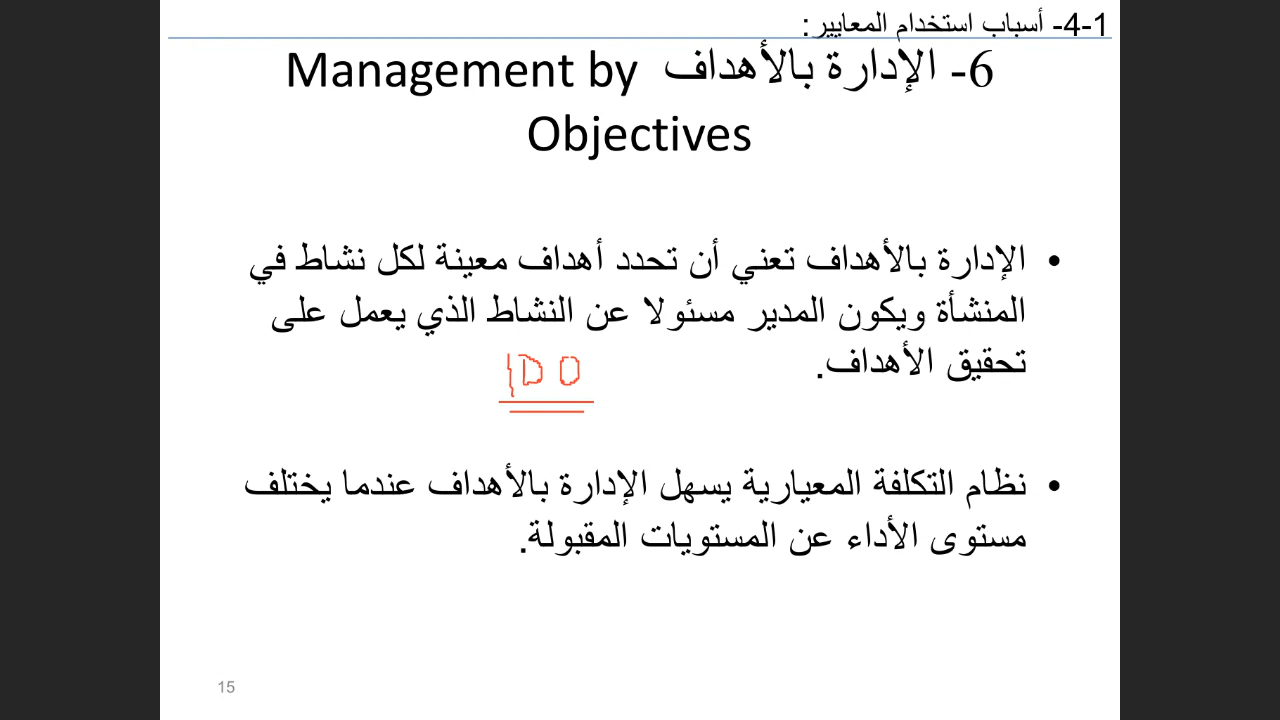 1-4- أسباب استخدام المعايير:
6- الإدارة بالأهداف Management by
Objectives
• الإدارة بالأهداف تعني أن تحدد أهداف معينة لكل نشاط في
المنشأة ويكون المدير مسئولا عن النشاط الذي يعمل على
تحقيق الأهداف.
• نظام التكلفة المعيارية يسهل الإدارة بالأهداف عندما يختلف
مستوى الأداء عن المستويات المقبولة.
15